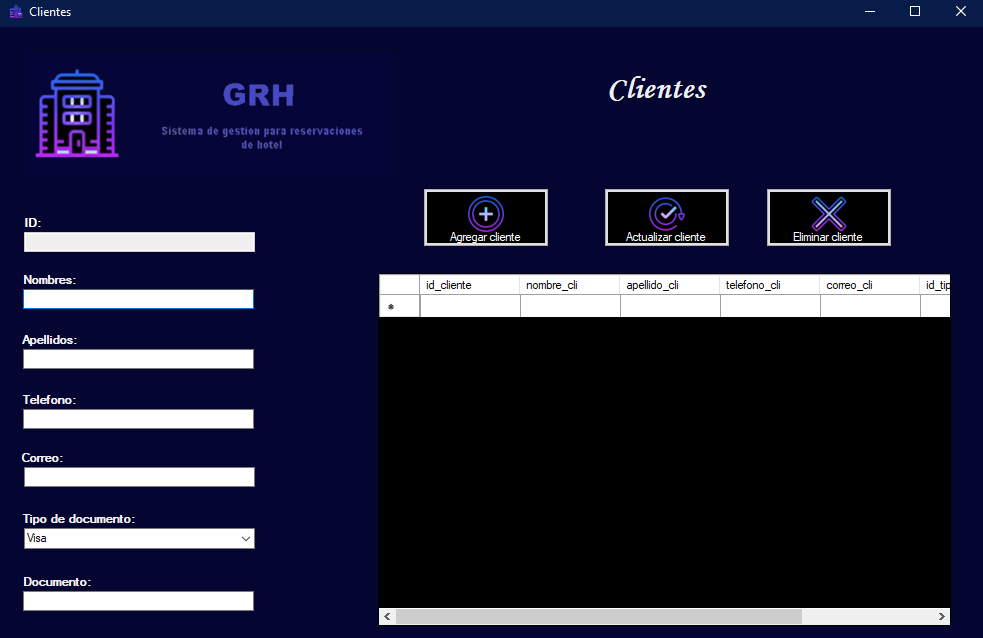 Clientes
GRH
Sistema de gestion para reservaciones
de hotel
Clientes
Agregar cliente
Actualizar cliente
Eliminar cliente
ID:
Nombres:
Apellidos:
Telefono:
Correo:
Tipo de documento:
Visa
Documento:
id_cliente nombre_cli apellido_cli telefono_cli correo_cli id_tip